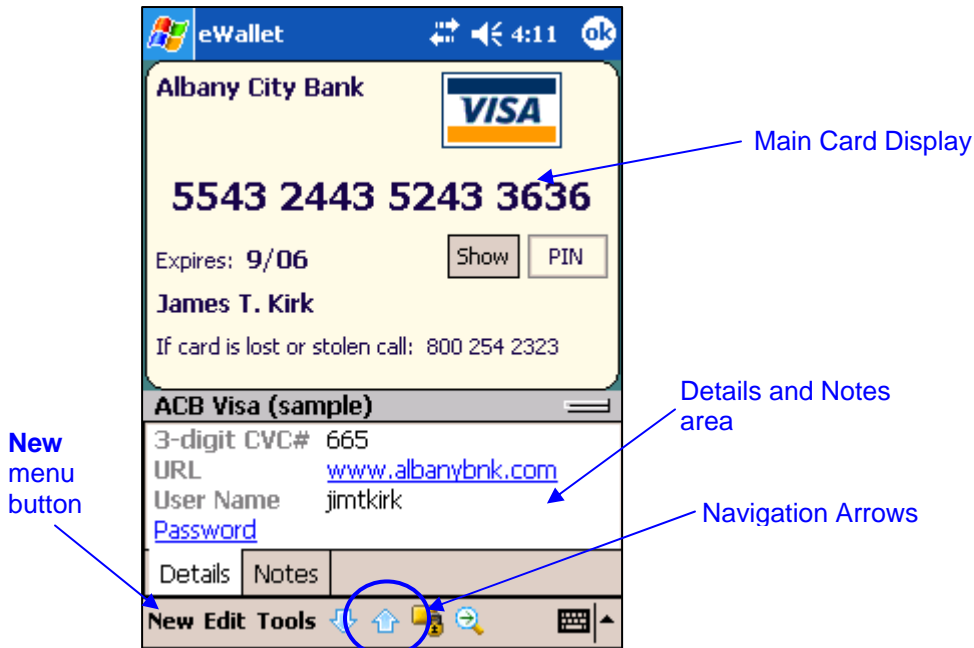 eWallet 4:11 ok
Albany City Bank
VISA
Main Card Display
5543 2443 5243 3636
Expires: 9/06 Show PIN
James T. Kirk
If card is lost or stolen call: 800 254 2323
ACB Visa (sample)
Details and Notes
area
3-digit CVC# 665
URL www.albanybnk.com
User Name jimtkirk
Password
New
menu
button
Navigation Arrows
Details Notes
New Edit Tools